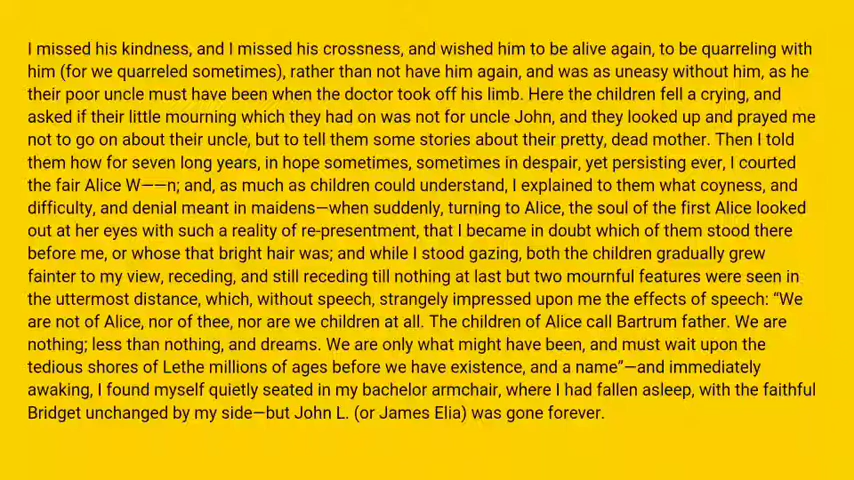 I missed his kindness, and I missed his crossness, and wished him to be alive again, to be quarreling with
him (for we quarreled sometimes), rather than not have him again, and was as uneasy without him, as he
their poor uncle must have been when the doctor took off his limb. Here the children fell a crying, and
asked if their little mourning which they had on was not for uncle John, and they looked up and prayed me
not to go on about their uncle, but to tell them some stories about their pretty, dead mother. Then I told
them how for seven long years, in hope sometimes, sometimes in despair, yet persisting ever, I courted
the fair Alice W——n; and, as much as children could understand, I explained to them what coyness, and
difficulty, and denial meant in maidens—when suddenly, turning to Alice, the soul of the first Alice looked
out at her eyes with such a reality of re-presentment, that I became in doubt which of them stood there
before me, or whose that bright hair was; and while I stood gazing, both the children gradually grew
fainter to my view, receding, and still receding till nothing at last but two mournful features were seen in
the uttermost distance, which, without speech, strangely impressed upon me the effects of speech: “We
are not of Alice, nor of thee, nor are we children at all. The children of Alice call Bartrum father. We are
nothing; less than nothing, and dreams. We are only what might have been, and must wait upon the
tedious shores of Lethe millions of ages before we have existence, and a name”—and immediately
awaking, I found myself quietly seated in my bachelor armchair, where I had fallen asleep, with the faithful
Bridget unchanged by my side—but John L. (or James Elia) was gone forever.